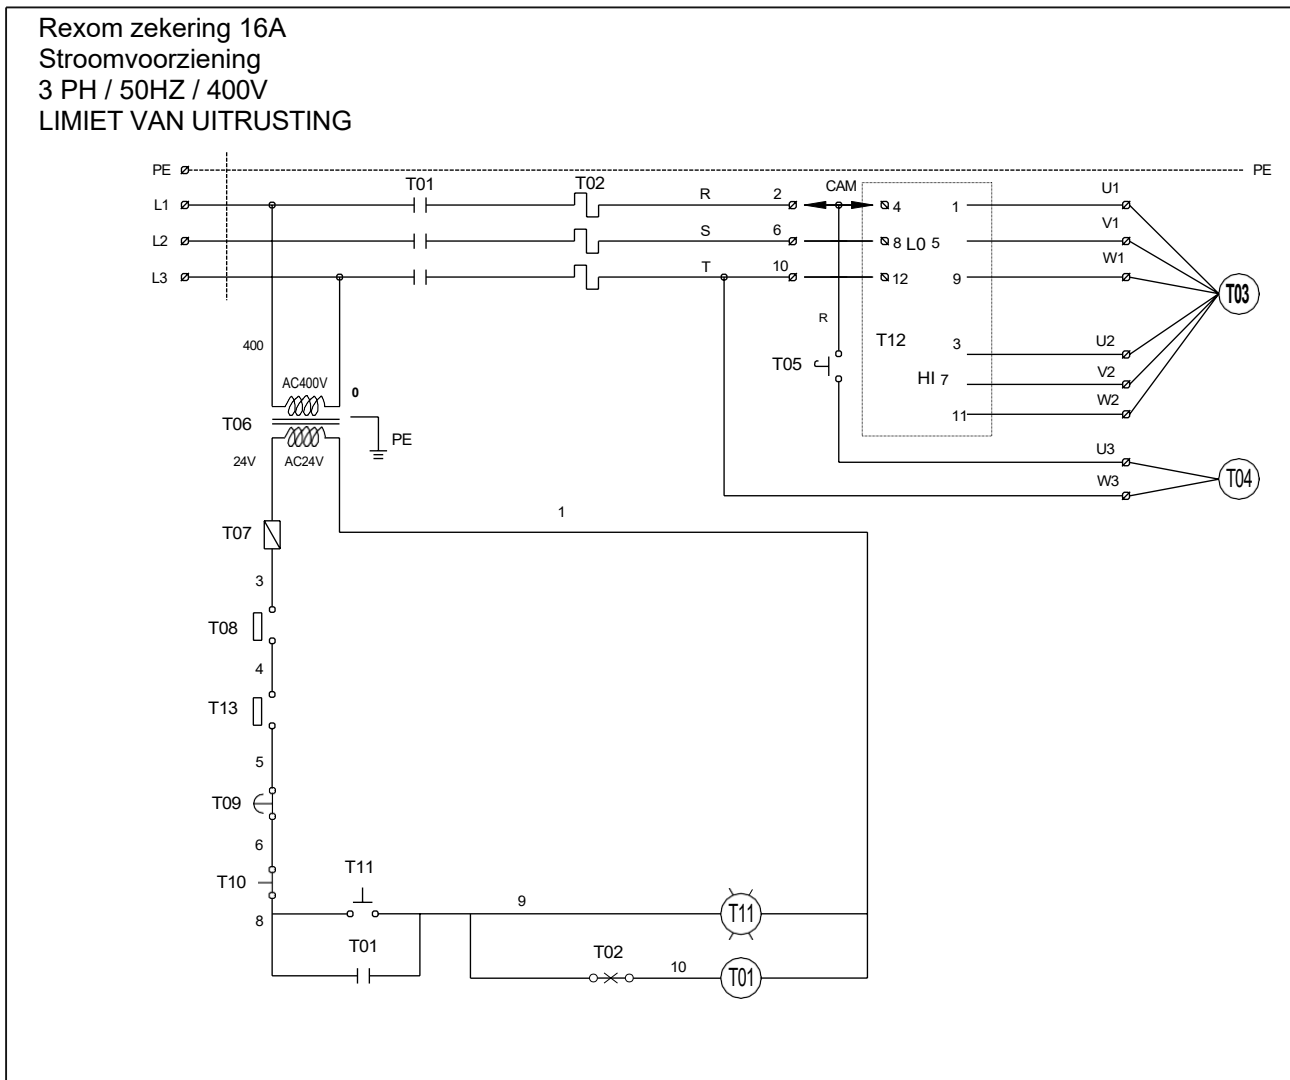 Rexom zekering 16A
Stroomvoorziening
3 PH / 50HZ / 400V
LIMIET VAN UITRUSTING
PE PE
L1 T01 T02 R 2 CAM 4 1 U1
L2 S 6 8 L0 5 V1
L3 T 10 12 9 W1
T03
R
400 T12 3 U2
T05 HI 7 V2
AC400V 0
T06 11 W2
PE
24V AC24V U3
T04
W3
1
T07
3
T08
4
T13
5
T09
6
T10 T11
8 9 T11
T01 T02 10 T01